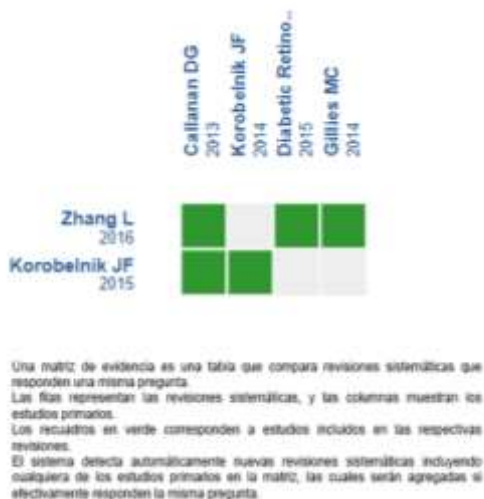 Callanan DG
2013
Korobelnik JF
2014
Diabetic Retino...
2015
Gillies MC
2014
Zhang L
2016
Korobelnik JF
2015
Una matriz de evidencia es una tabla que compara revisiones sistemáticas que
responden una misma pregunta.
Las filas representan las revisiones sistemáticas, y las columnas muestran los
estudios primarios.
Los recuadros en verde corresponden a estudios incluidos en las respectivas
revisiones.
El sistema detecta automáticamente nuevas revisiones sistemáticas incluyendo
cualquiera de los estudios primarios en la matriz, las cuales serán agregadas si
efectivamente responden la misma pregunta.